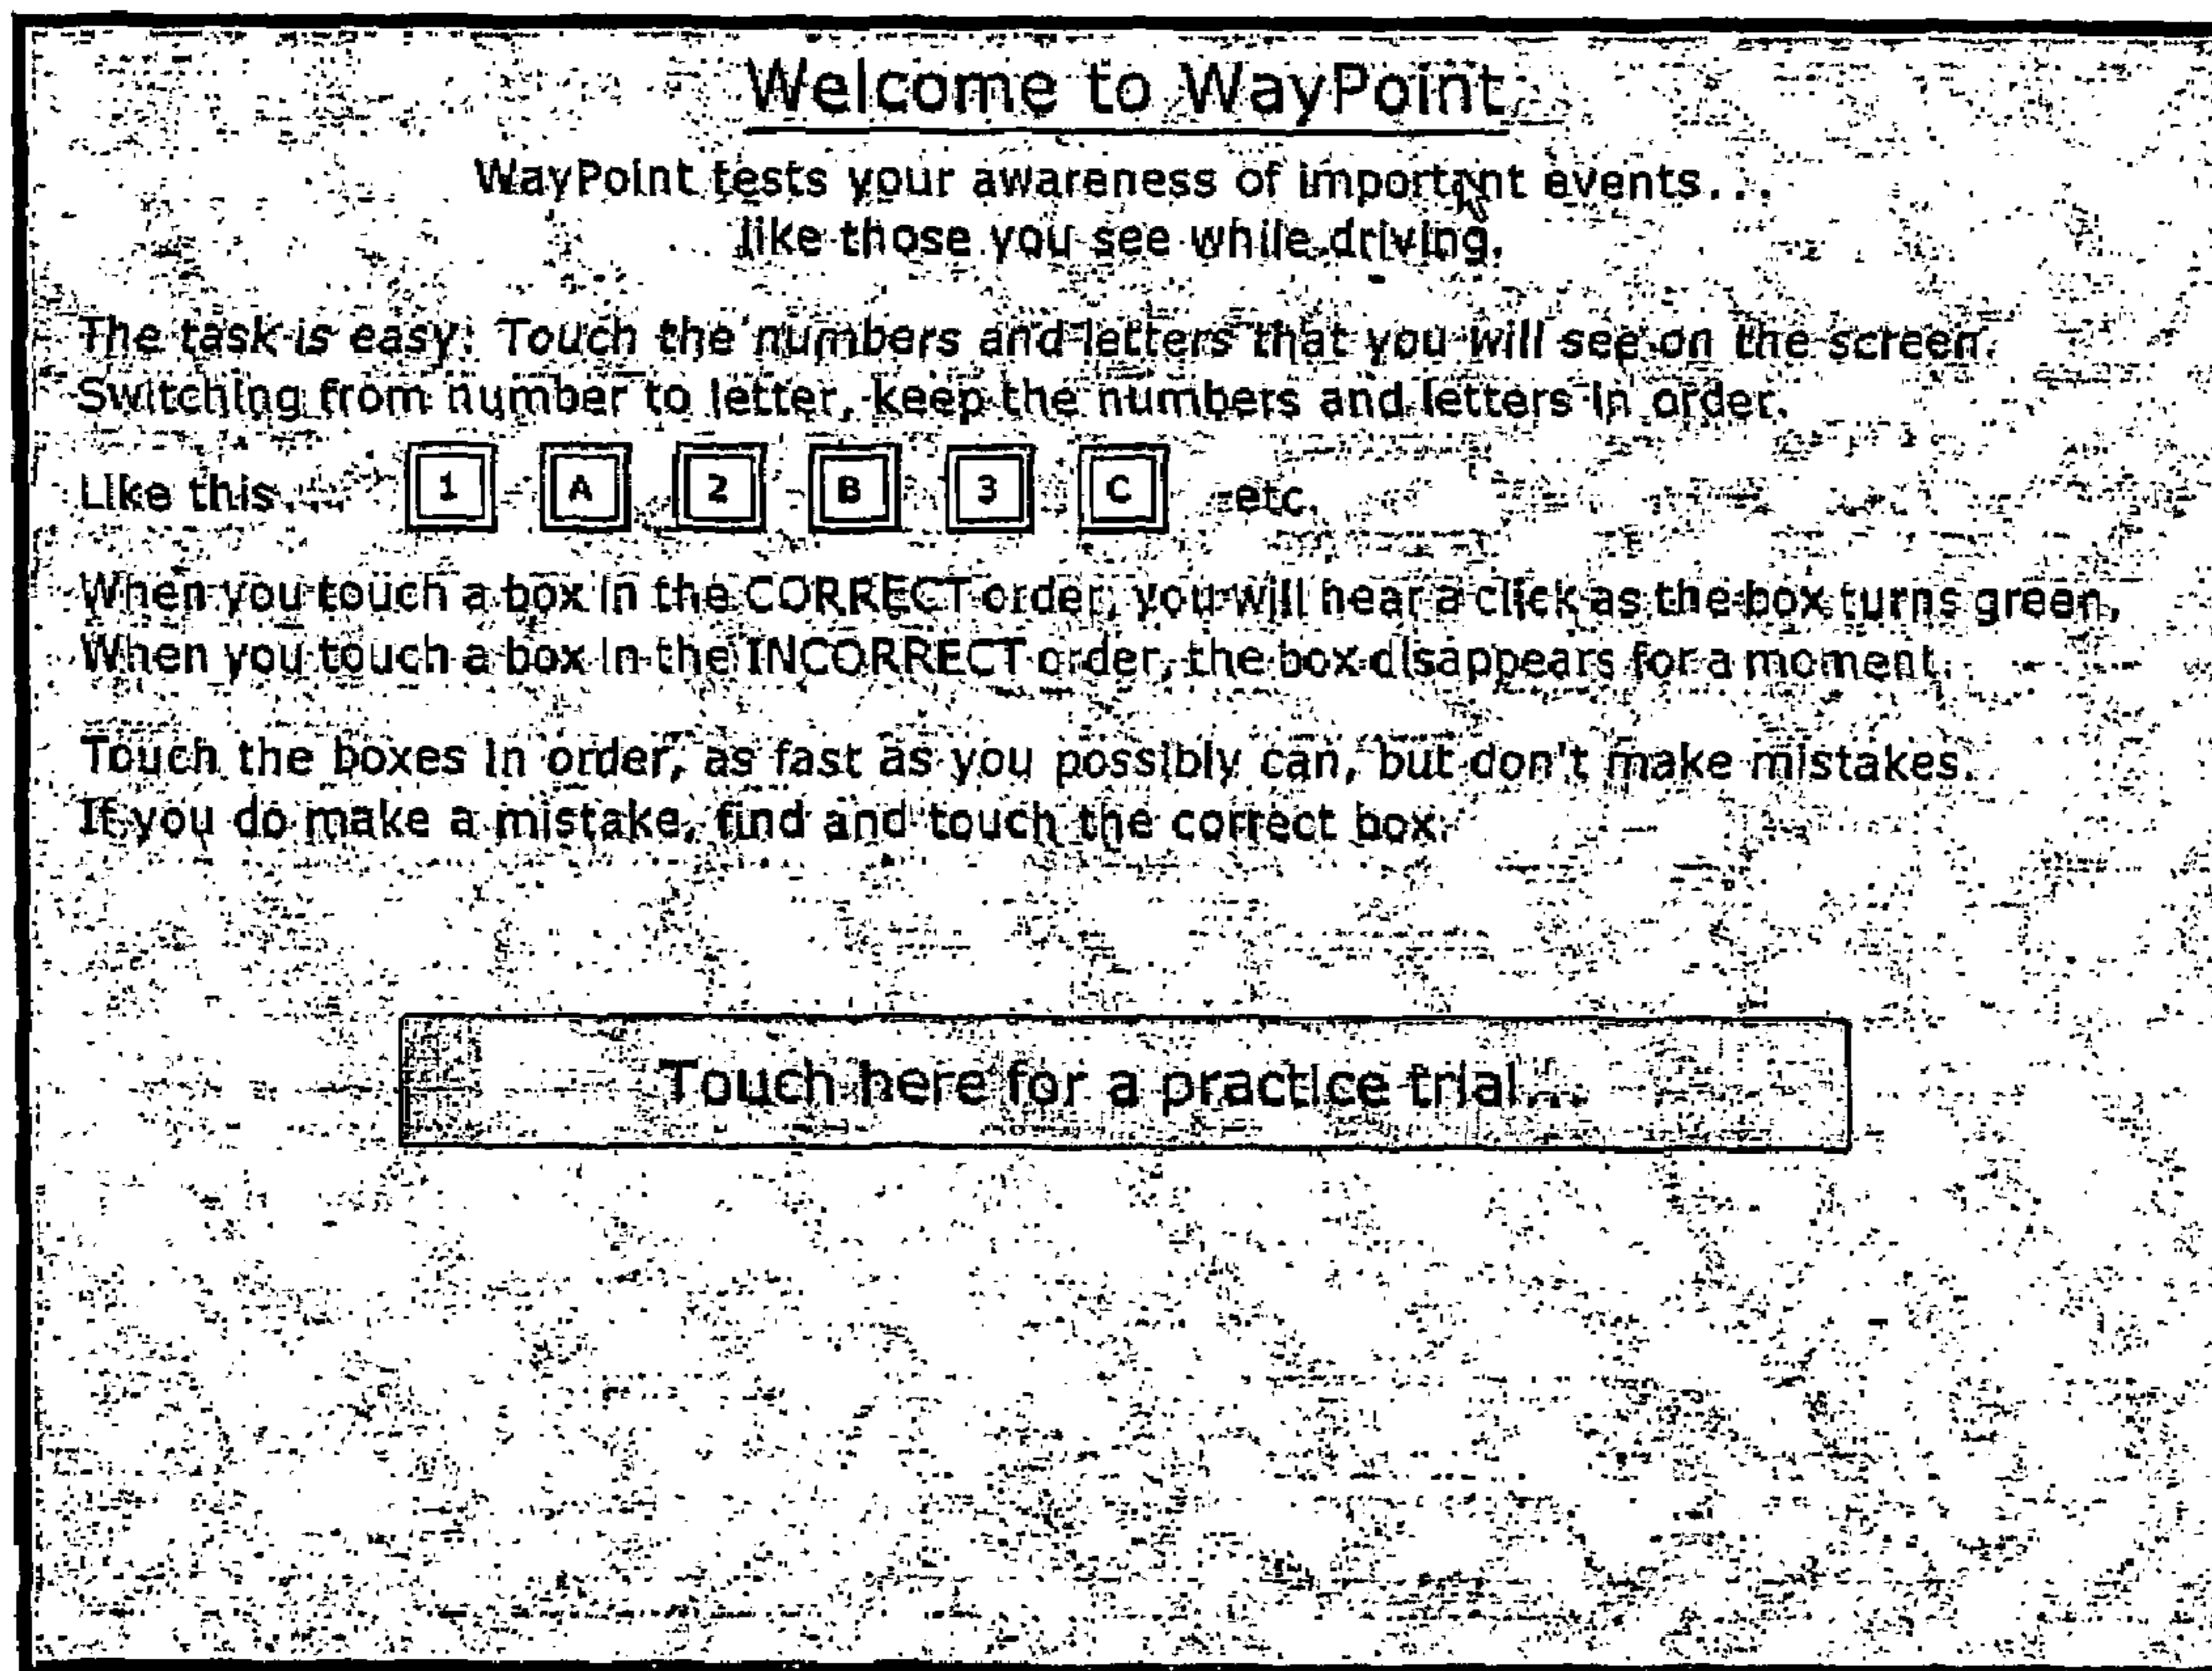 Welcome to WayPoint
WayPoint tests your awareness of important events...
like those you see while driving.
The task is easy! Touch the numbers and letters that you will see on the screen.
Switching from number to letter, keep the numbers and letters in order.
Like this... 1 A 2 B 3 C etc.
When you touch a box in the CORRECT order, you will hear a click as the box turns green,
When you touch a box in the INCORRECT order, the box disappears for a moment.
Touch the boxes in order, as fast as you possibly can, but don't make mistakes.
If you do make a mistake, find and touch the correct box.
Touch here for a practice trial...